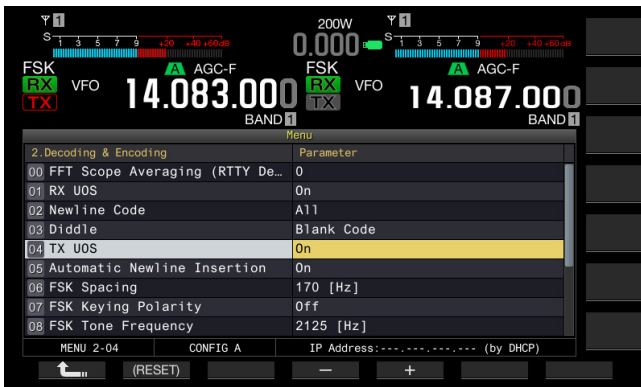 1 200W 1
S 1 3 5 7 9 +20 +40 +60dB 0.000 S 1 3 5 7 9 +20 +40 +60dB
FSK A AGC-F FSK A AGC-F
RX VFO 14.083.000 RX VFO 14.087.000
TX TX
BAND 1 BAND 1
Menu
2.Decoding & Encoding Parameter
00 FFT Scope Averaging (RTTY De… 0
01 RX UOS On
02 Newline Code All
03 Diddle Blank Code
04 TX UOS On
05 Automatic Newline Insertion On
06 FSK Spacing 170 [Hz]
07 FSK Keying Polarity Off
08 FSK Tone Frequency 2125 [Hz]
MENU 2-04 CONFIG A IP Address:---.---.---.--- (by DHCP)
(RESET) − +